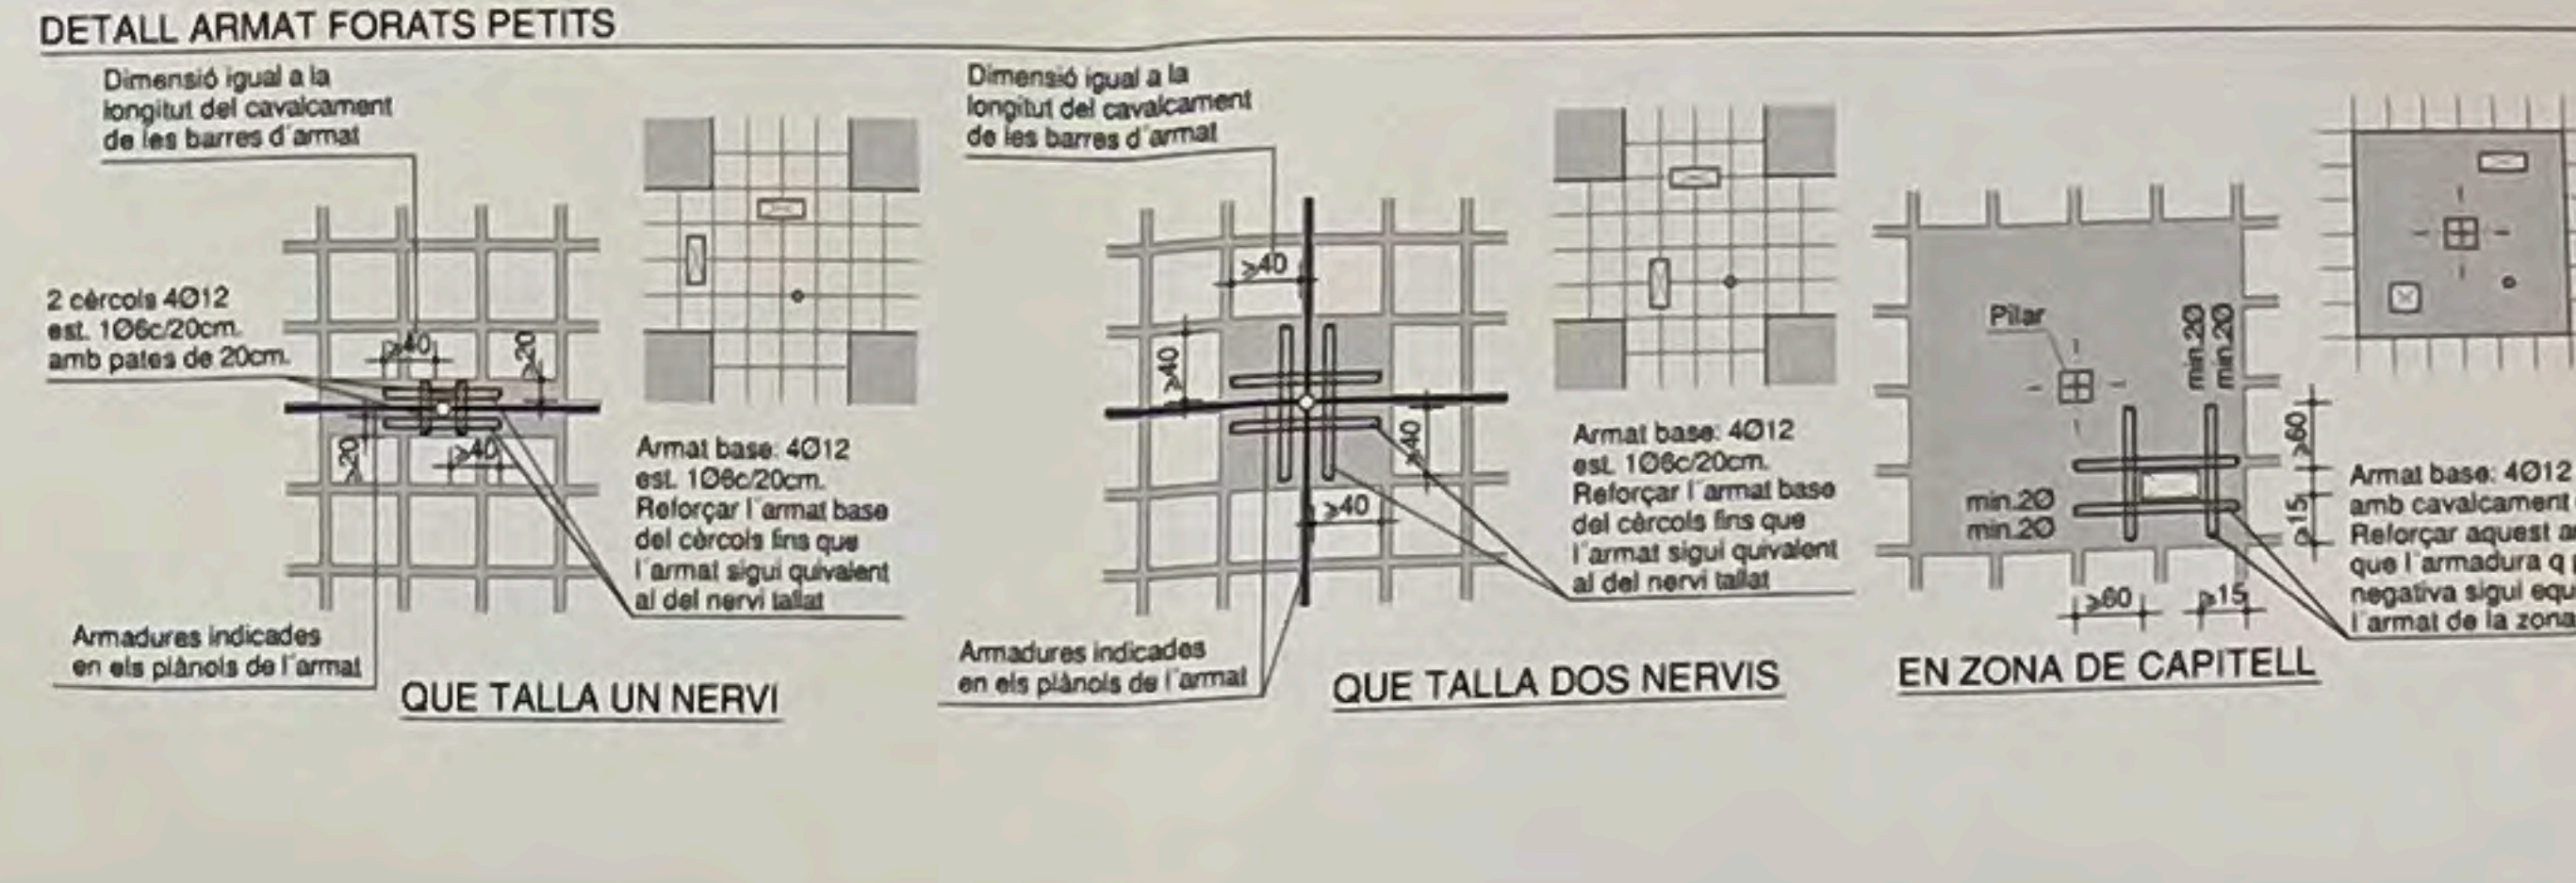 DETALL ARMAT FORATS PETITS
Dimensió igual a la
longitut del cavalcament
de les barres d'armat
2 cèrcols 4Ø12
est. 1Ø6c/20cm.
amb pates de 20cm.
≥40
≥20
≥20
≥40
Armat base: 4Ø12
est. 1Ø6c/20cm.
Reforçar l'armat base
del cèrcols fins que
l'armat sigui quivalent
al del nervi tallat
Armadures indicades
en els plànols de l'armat
QUE TALLA UN NERVI
Dimensió igual a la
longitut del cavalcament
de les barres d'armat
≥40
≥40
≥40
≥40
Armat base: 4Ø12
est. 1Ø6c/20cm.
Reforçar l'armat base
del cèrcols fins que
l'armat sigui quivalent
al del nervi tallat
Armadures indicades
en els plànols de l'armat
QUE TALLA DOS NERVIS
Pilar
min.2Ø
min.2Ø
min.2Ø
min.2Ø
≥60
≥15
≥60
≥15
Armat base: 4Ø12
amb cavalcament
Reforçar aquest
que l'armadura q
negativa sigui
l'armat de la zona
EN ZONA DE CAPITELL